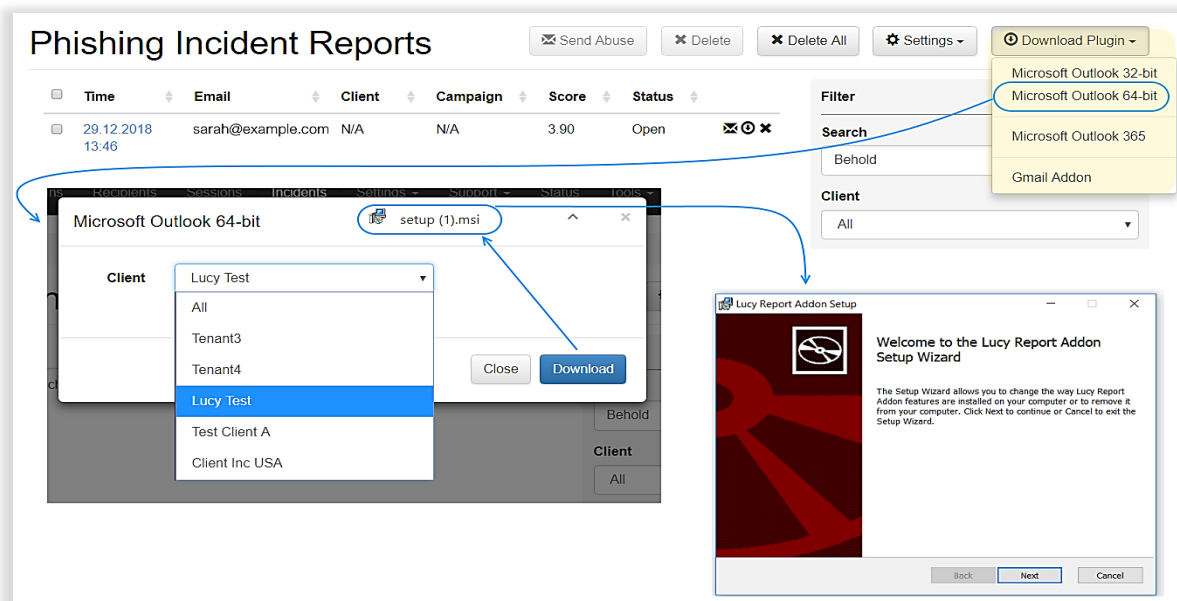 Phishing Incident Reports
Send Abuse
Delete
Delete All
Settings
Download Plugin
Microsoft Outlook 32-bit
Microsoft Outlook 64-bit
Microsoft Outlook 365
Gmail Addon
Time Email Client Campaign Score Status
29.12.2018 sarah@example.com N/A N/A 3.90 Open
13:46
Filter
Search
Behold
Client
All
Recipients Sessions Incidents Settings Support Status Tools
Microsoft Outlook 64-bit
setup (1).msi
Client
Lucy Test
All
Tenant3
Tenant4
Lucy Test
Test Client A
Client Inc USA
Close
Download
Behold
Client
All
Lucy Report Addon Setup
Welcome to the Lucy Report Addon
Setup Wizard
The Setup Wizard allows you to change the way Lucy Report
Addon features are installed on your computer or to remove it
from your computer. Click Next to continue or Cancel to exit the
Setup Wizard.
Back
Next
Cancel